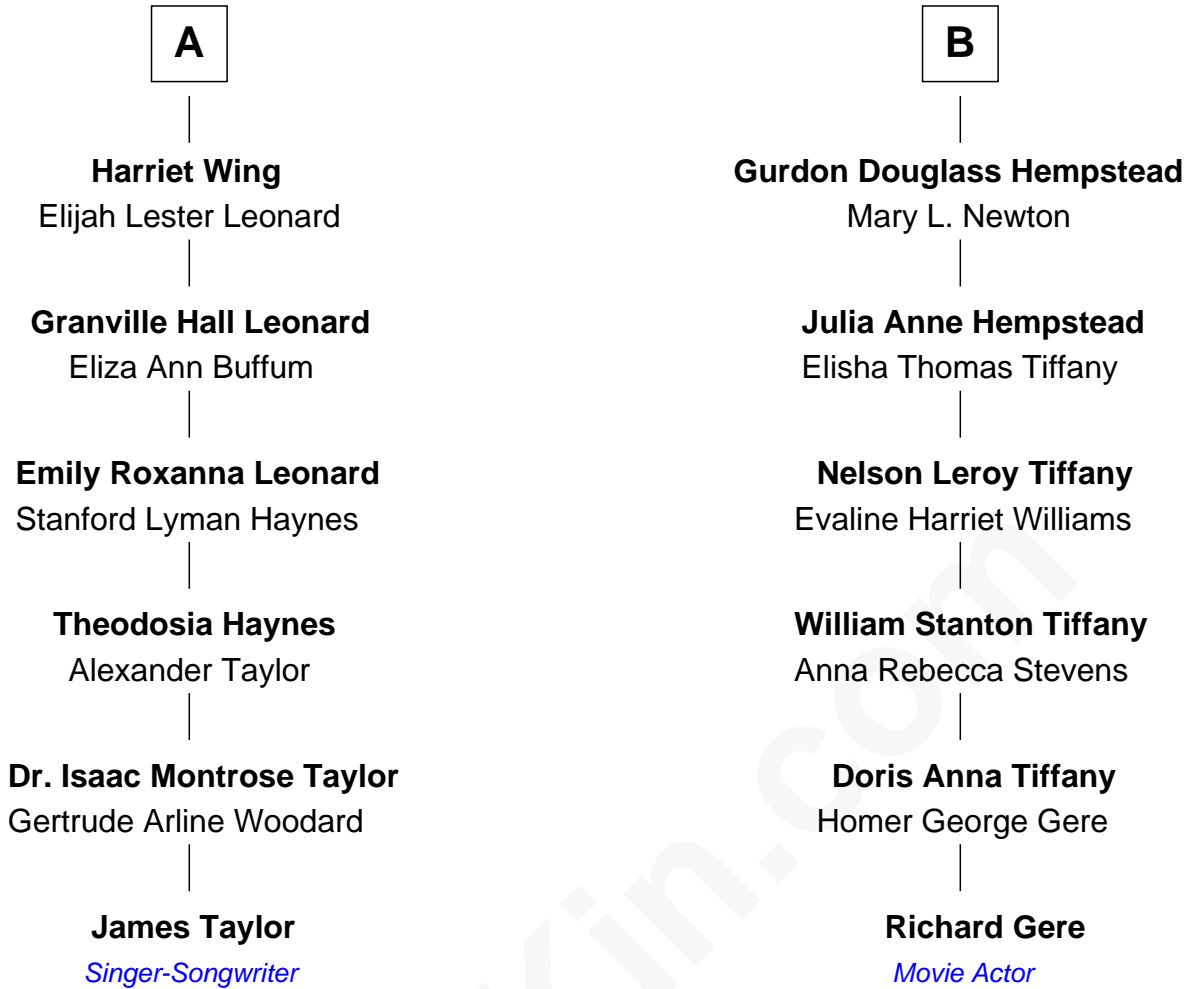 A
Harriet Wing
Elijah Lester Leonard
Granville Hall Leonard
Eliza Ann Buffum
Emily Roxanna Leonard
Stanford Lyman Haynes
Theodosia Haynes
Alexander Taylor
Dr. Isaac Montrose Taylor
Gertrude Arline Woodard
James Taylor
Singer-Songwriter
B
Gurdon Douglass Hempstead
Mary L. Newton
Julia Anne Hempstead
Elisha Thomas Tiffany
Nelson Leroy Tiffany
Evaline Harriet Williams
William Stanton Tiffany
Anna Rebecca Stevens
Doris Anna Tiffany
Homer George Gere
Richard Gere
Movie Actor